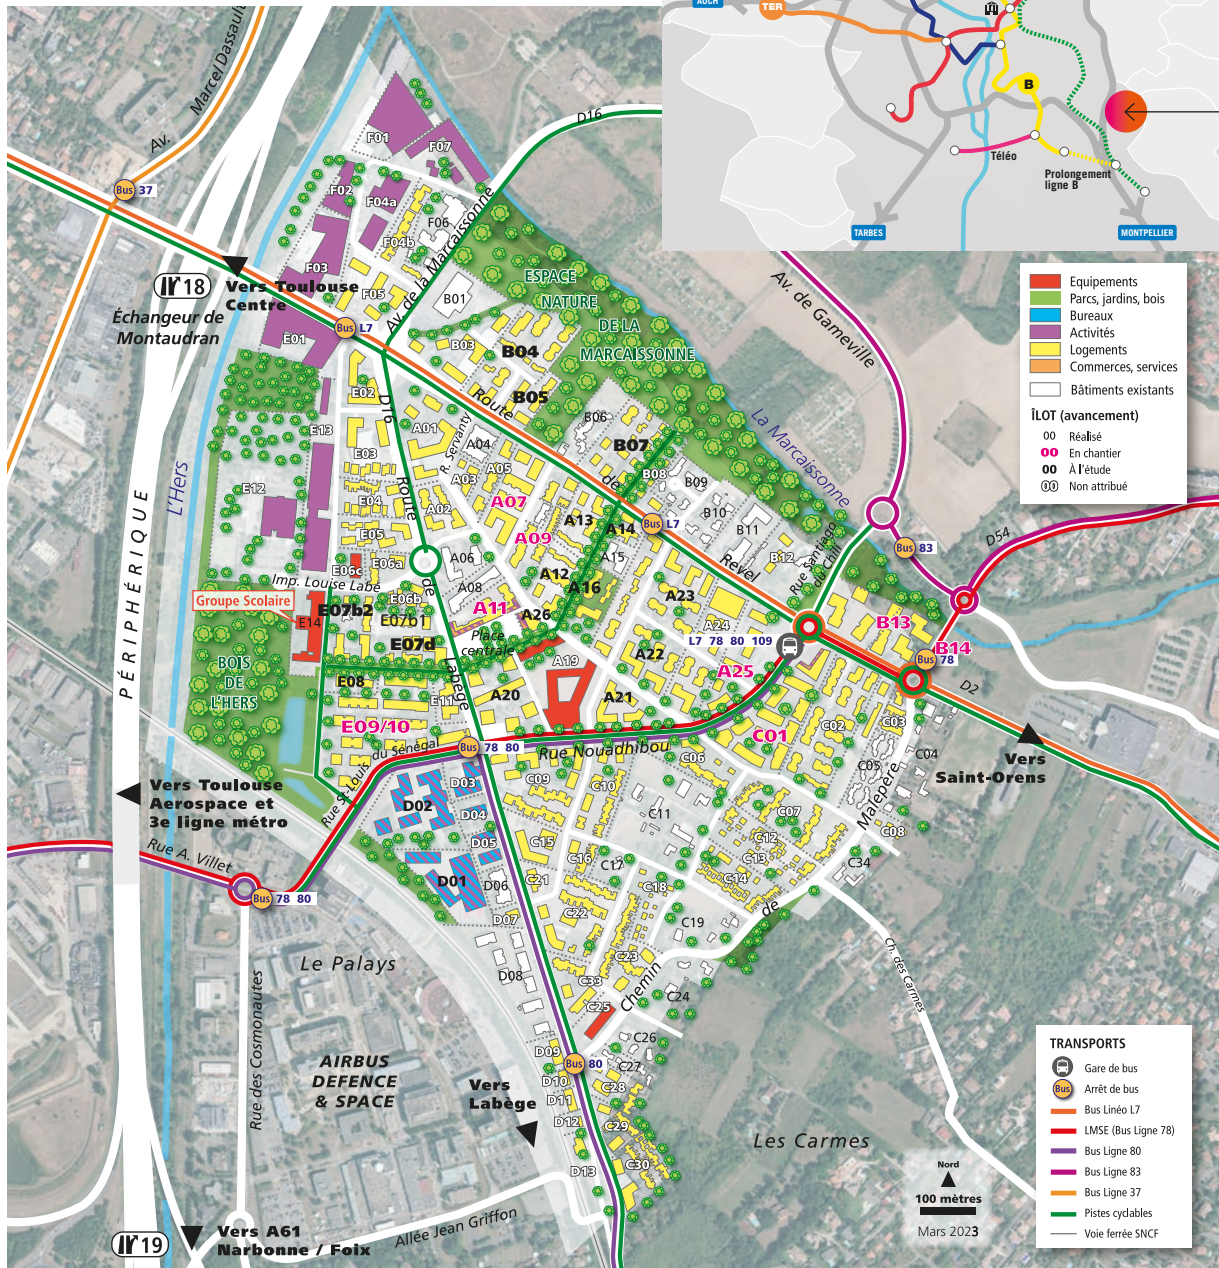 AUCH
TER
B
Téléo
Prolongement
ligne B
TARBES
MONTPELLIER
Av. Marcel Dassault
Bus 37
18
Échangeur de
Montaudran
Vers Toulouse
Centre
Bus L7
Av. de la Marcaissonne
D16
F01
F07
F02
F04a
F06
F04b
F03
F05
E01
B01
ESPACE
NATURE
DE LA
MARCAISSONNE
B03
B04
B05
B06
B07
B08
B09
B10
B11
B12
Av. de Gameville
La Marcaissonne
Equipements
Parcs, jardins, bois
Bureaux
Activités
Logements
Commerces, services
Bâtiments existants
ÎLOT (avancement)
00 Réalisé
00 En chantier
00 À l'étude
00 Non attribué
PÉRIPHÉRIQUE
L'Hers
E02
D16
E13
E03
E12
E04
E05
E06c
E06a
E06b
Imp. Louise Labé
Groupe Scolaire
E14
E07b2
E07b1
E07d
BOIS
DE
L'HERS
E08
E09/10
E11
Route de Labège
R. Servanty
A01
A04
A05
A03
A02
A07
A09
A06
A08
A11
A12
A13
A14
A15
A16
A26
Place
centrale
A19
A20
A21
A22
A23
A24
A25
Route de Revel
Bus L7
Rue Santiago
du Chili
Bus 83
D54
L7 78 80 109
B13
B14
Bus 78
D2
Vers
Saint-Orens
Rue St-Louis du Sénégal
Bus 78 80
Rue Nouadhibou
C01
C02
C03
C04
C05
C06
C07
C08
C09
C10
C11
C12
C13
C14
C15
C16
C17
C18
C19
C21
C22
C23
C24
C25
C26
C27
C28
C29
C30
C33
C34
Chemin de Malepere
Ch. des Carmes
Vers Toulouse
Aerospace et
3e ligne métro
Rue A. Villet
Bus 78 80
D01
D02
D03
D04
D05
D06
D07
D08
D09
D10
D11
D12
D13
Bus 80
Le Palays
Rue des Cosmonautes
AIRBUS
DEFENCE
& SPACE
Vers
Labège
Les Carmes
19
Vers A61
Narbonne / Foix
Allée Jean Griffon
Nord
100 mètres
Mars 2023
TRANSPORTS
Gare de bus
Bus Arrêt de bus
Bus Linéo L7
LMSE (Bus Ligne 78)
Bus Ligne 80
Bus Ligne 83
Bus Ligne 37
Pistes cyclables
Voie ferrée SNCF